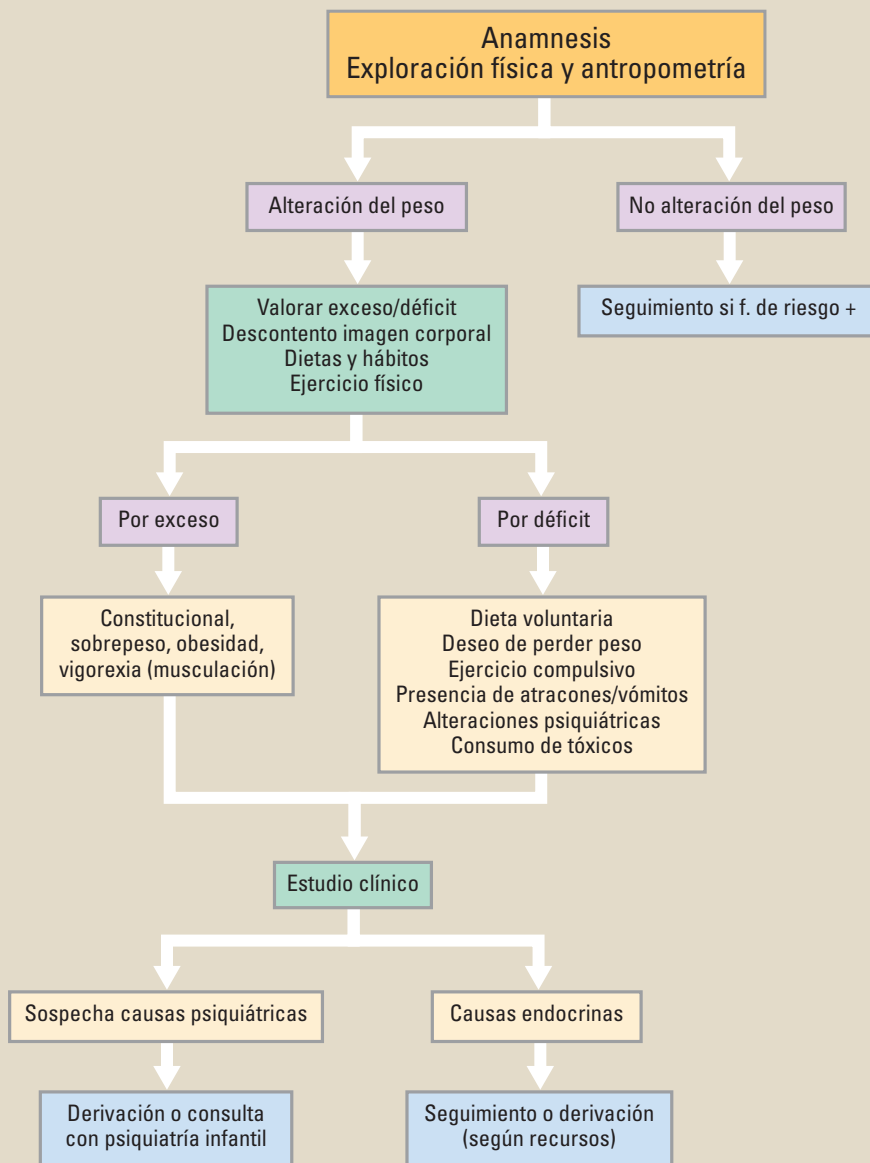 Anamnesis
Exploración física y antropometría
Alteración del peso
No alteración del peso
Valorar exceso/déficit
Descontento imagen corporal
Dietas y hábitos
Ejercicio físico
Seguimiento si f. de riesgo +
Por exceso
Por déficit
Constitucional,
sobrepeso, obesidad,
vigorexia (musculación)
Dieta voluntaria
Deseo de perder peso
Ejercicio compulsivo
Presencia de atracones/vómitos
Alteraciones psiquiátricas
Consumo de tóxicos
Estudio clínico
Sospecha causas psiquiátricas
Causas endocrinas
Derivación o consulta
con psiquiatría infantil
Seguimiento o derivación
(según recursos)